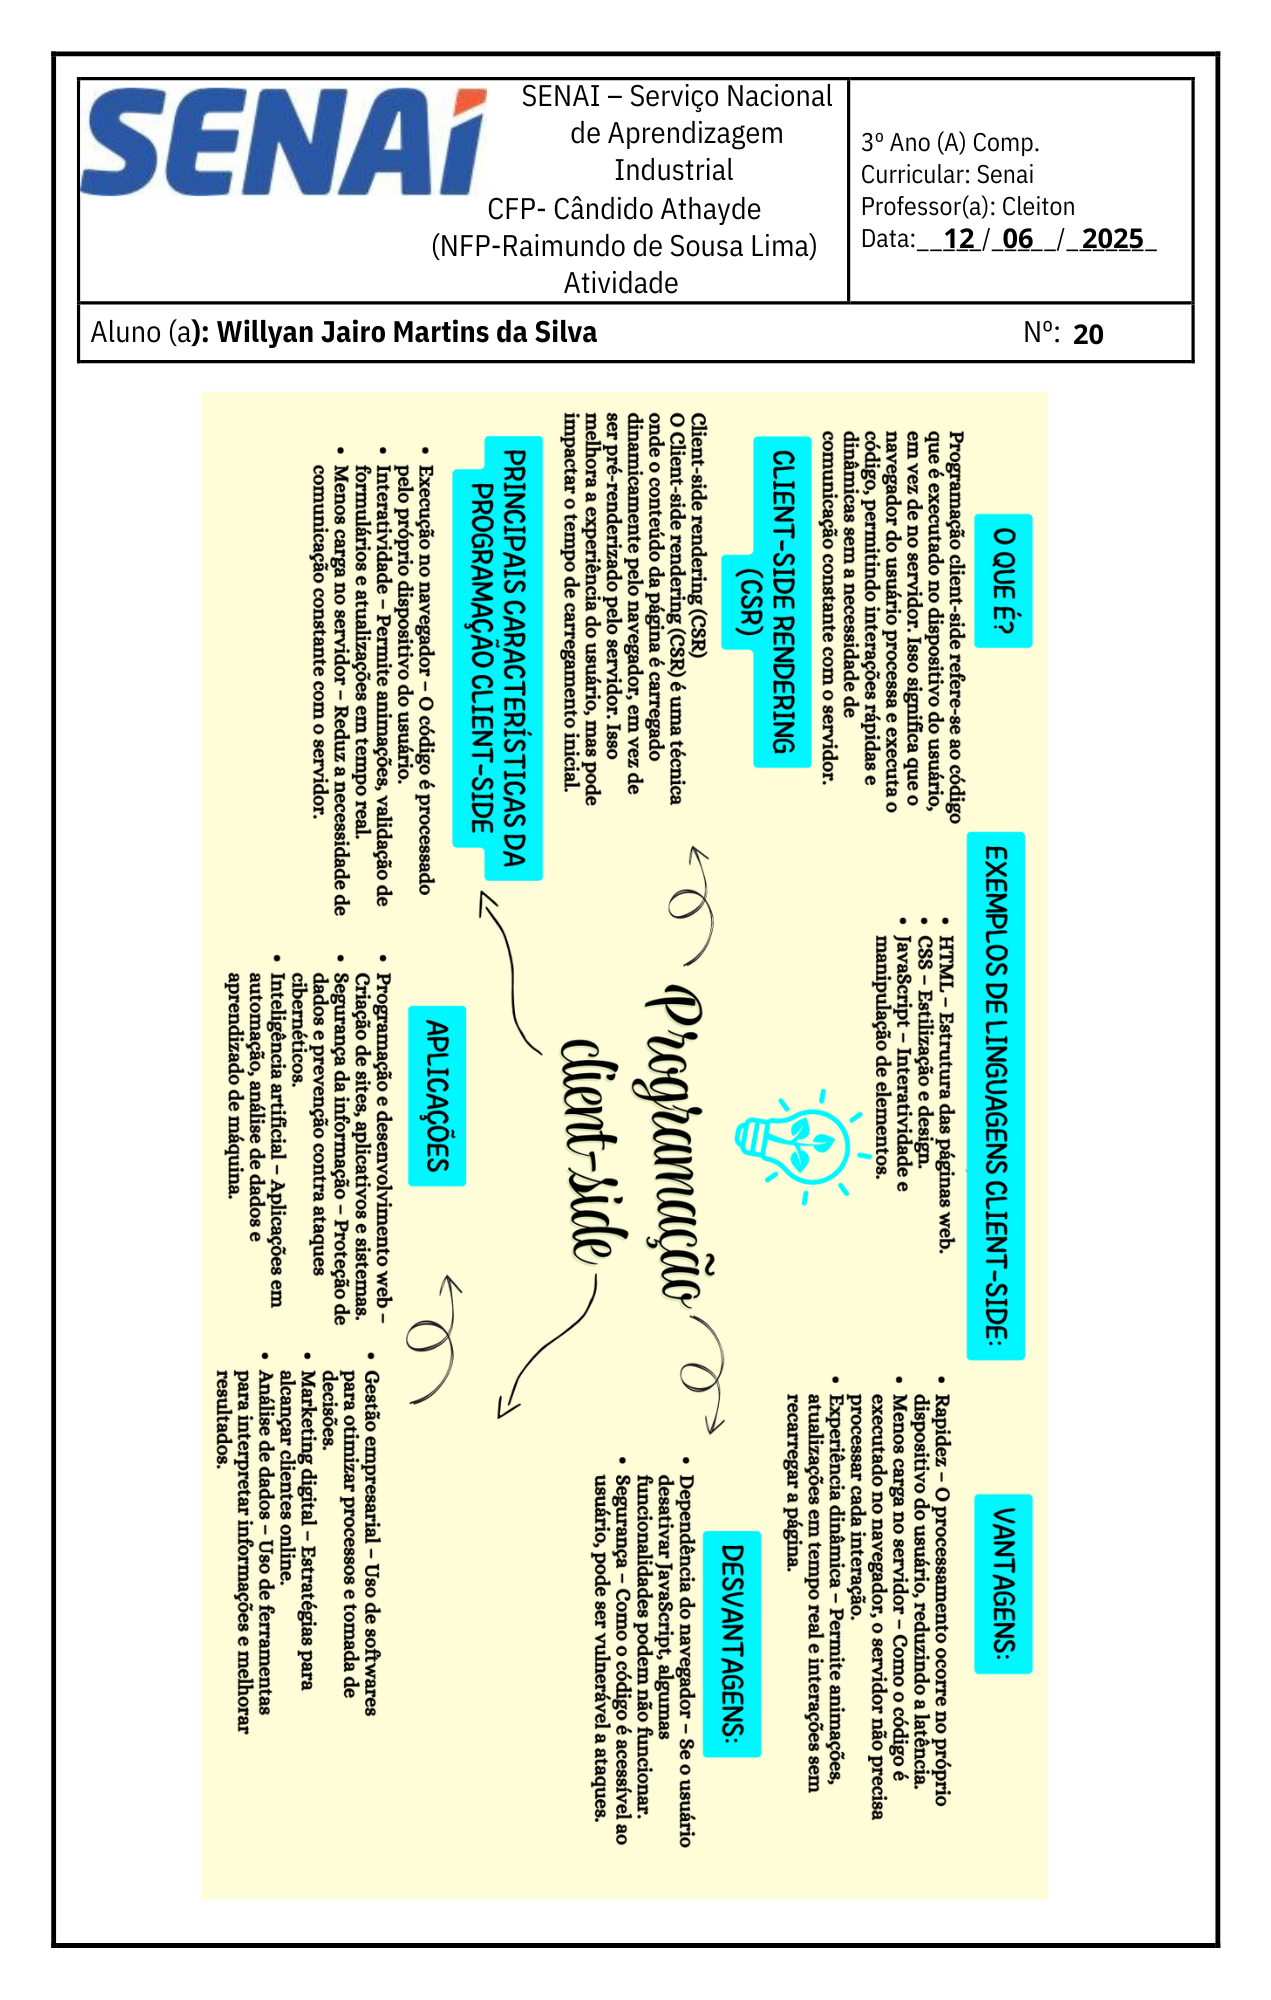 SENAI
SENAI – Serviço Nacional
de Aprendizagem
Industrial
CFP- Cândido Athayde
(NFP-Raimundo de Sousa Lima)
Atividade
3º Ano (A) Comp.
Curricular: Senai
Professor(a): Cleiton
Data:__12_/_06__/_2025_
Aluno (a): Willyan Jairo Martins da Silva
Nº: 20
O QUE É?
Programação client-side refere-se ao código
que é executado no dispositivo do usuário,
em vez de no servidor. Isso significa que o
navegador do usuário processa e executa o
código, permitindo interações rápidas e
dinâmicas sem a necessidade de
comunicação constante com o servidor.
CLIENT-SIDE RENDERING
(CSR)
Client-side rendering (CSR)
O Client-side rendering (CSR) é uma técnica
onde o conteúdo da página é carregado
dinamicamente pelo navegador, em vez de
ser pré-renderizado pelo servidor. Isso
melhora a experiência do usuário, mas pode
impactar o tempo de carregamento inicial.
PRINCIPAIS CARACTERÍSTICAS DA
PROGRAMAÇÃO CLIENT-SIDE
• Execução no navegador – O código é processado
pelo próprio dispositivo do usuário.
• Interatividade – Permite animações, validação de
formulários e atualizações em tempo real.
• Menos carga no servidor – Reduz a necessidade de
comunicação constante com o servidor.
EXEMPLOS DE LINGUAGENS CLIENT-SIDE:
• HTML – Estrutura das páginas web.
• CSS – Estilização e design.
• JavaScript – Interatividade e
manipulação de elementos.
Programação
client-side
APLICAÇÕES
• Programação e desenvolvimento web –
Criação de sites, aplicativos e sistemas.
• Segurança da informação – Proteção de
dados e prevenção contra ataques
cibernéticos.
• Inteligência artificial – Aplicações em
automação, análise de dados e
aprendizado de máquina.
• Gestão empresarial – Uso de softwares
para otimizar processos e tomada de
decisões.
• Marketing digital – Estratégias para
alcançar clientes online.
• Análise de dados – Uso de ferramentas
para interpretar informações e melhorar
resultados.
VANTAGENS:
• Rapidez – O processamento ocorre no próprio
dispositivo do usuário, reduzindo a latência.
• Menos carga no servidor – Como o código é
executado no navegador, o servidor não precisa
processar cada interação.
• Experiência dinâmica – Permite animações,
atualizações em tempo real e interações sem
recarregar a página.
DESVANTAGENS:
• Dependência do navegador – Se o usuário
desativar JavaScript, algumas
funcionalidades podem não funcionar.
• Segurança – Como o código é acessível ao
usuário, pode ser vulnerável a ataques.